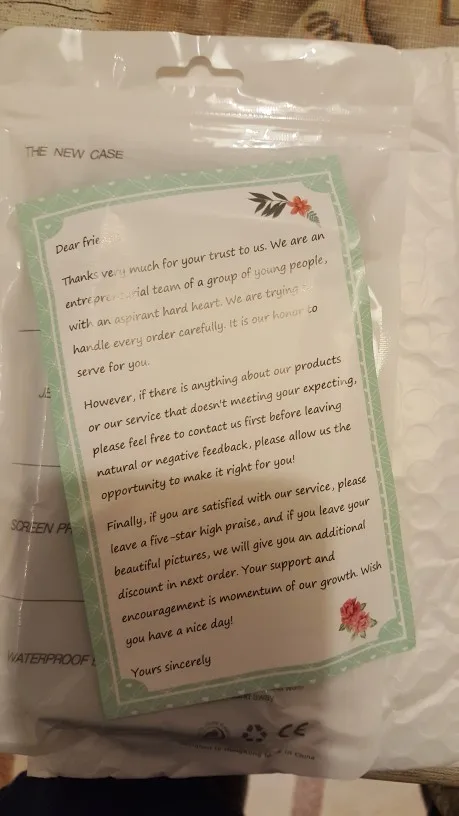 THE NEW CASE
Dear friend
Thanks very much for your trust to us. We are an
entrepreneurial team of a group of young people,
with an aspirant hard heart. We are trying to
handle every order carefully. It is our honor to
serve for you.
However, if there is anything about our products
or our service that doesn't meeting your expecting,
please feel free to contact us first before leaving
natural or negative feedback, please allow us the
opportunity to make it right for you!
Finally, if you are satisfied with our service, please
leave a five-star high praise, and if you leave your
beautiful pictures, we will give you an additional
discount in next order. Your support and
encouragement is momentum of our growth. Wish
you have a nice day!
Yours sincerely
SCREEN PR
WATERPROOF
CE
in China